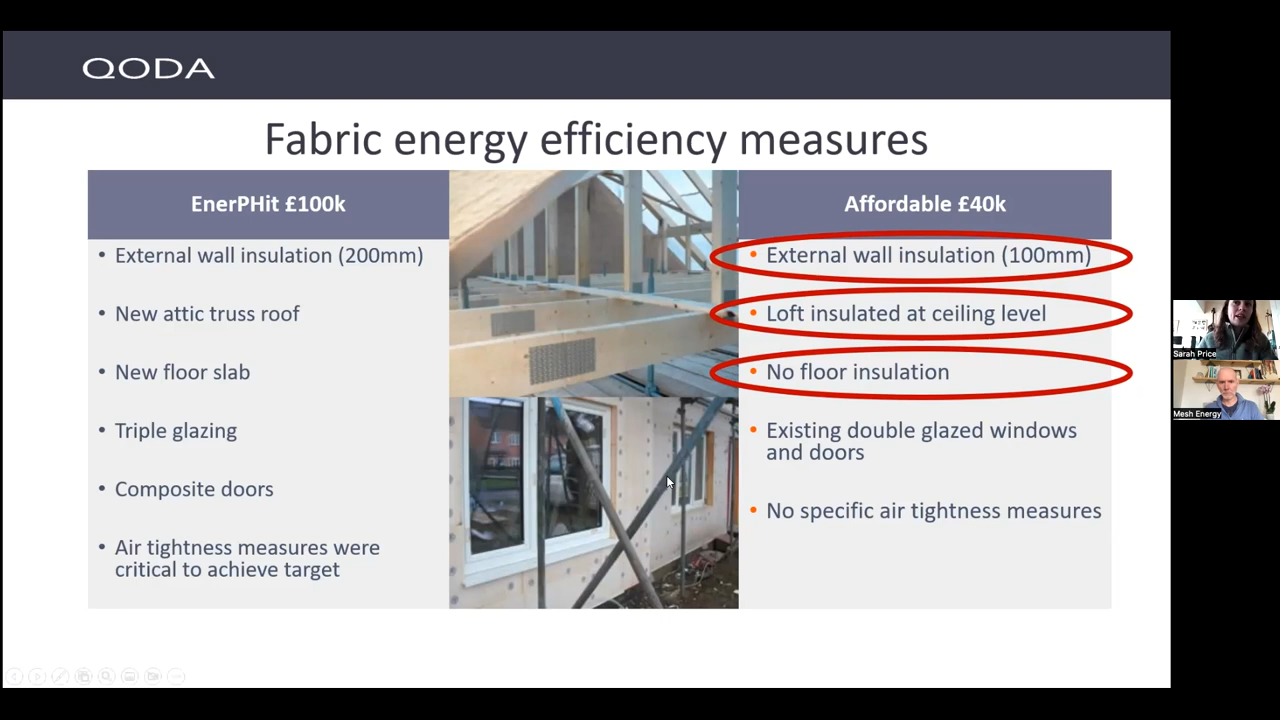 QODA
Fabric energy efficiency measures
EnerPHit £100k
• External wall insulation (200mm)
• New attic truss roof
• New floor slab
• Triple glazing
• Composite doors
• Air tightness measures were
critical to achieve target
Affordable £40k
• External wall insulation (100mm)
• Loft insulated at ceiling level
• No floor insulation
• Existing double glazed windows
and doors
• No specific air tightness measures
Sarah Price
Mesh Energy